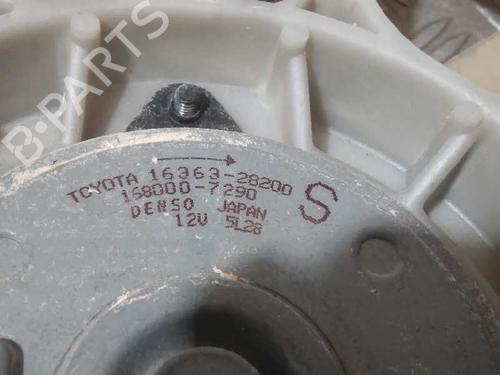 B-PARTS
TOYOTA 16363-28200
168000-7290
DENSO JAPAN
12V 5L28
S